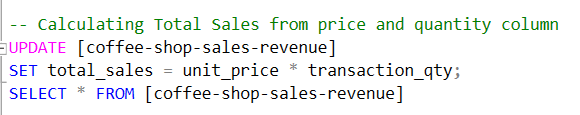 -- Calculating Total Sales from price and quantity column
UPDATE [coffee-shop-sales-revenue]
SET total_sales = unit_price * transaction_qty;
SELECT * FROM [coffee-shop-sales-revenue]